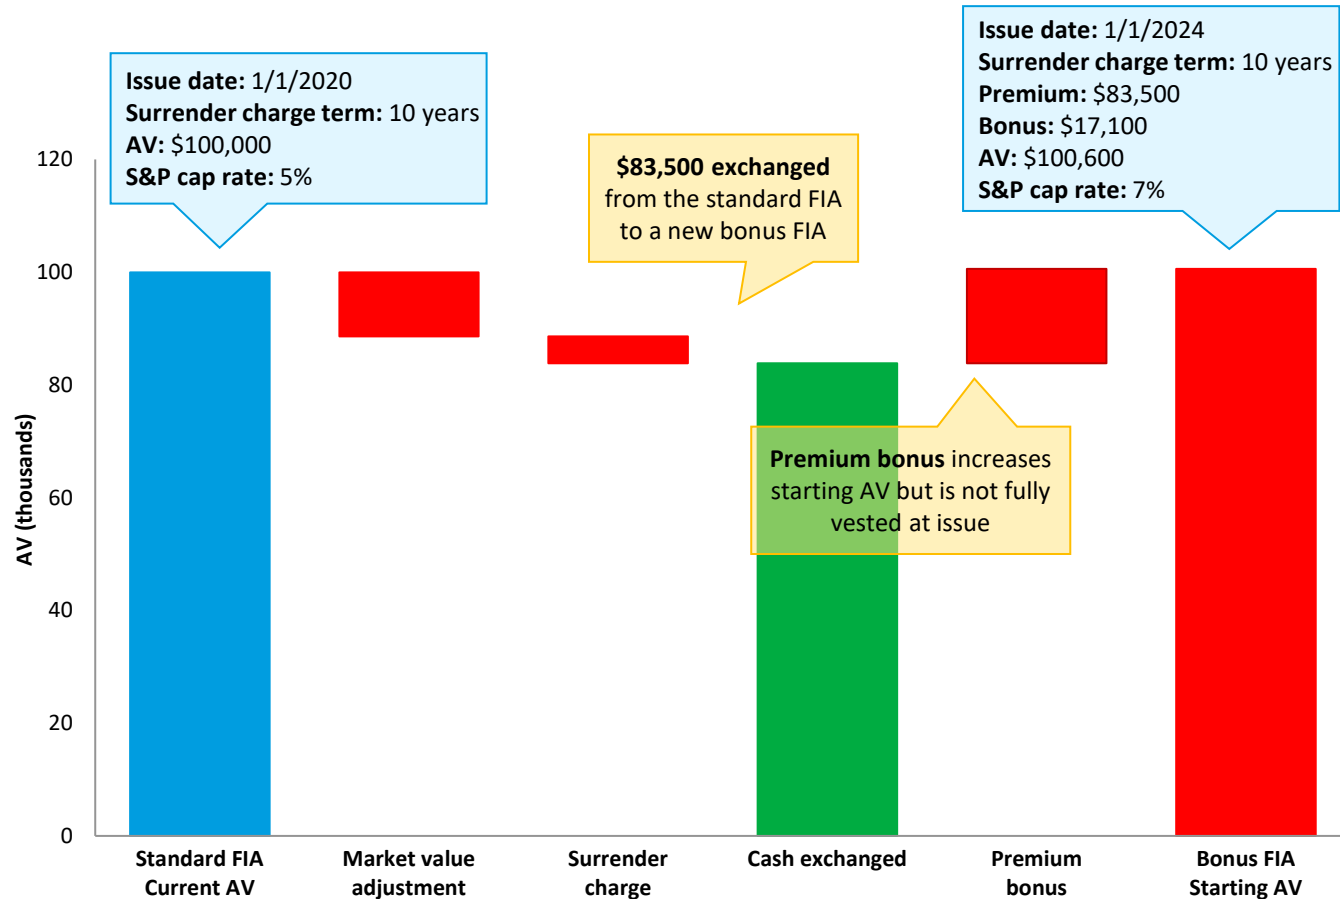 Issue date: 1/1/2020
Surrender charge term: 10 years
AV: $100,000
S&P cap rate: 5%
$83,500 exchanged
from the standard FIA
to a new bonus FIA
Issue date: 1/1/2024
Surrender charge term: 10 years
Premium: $83,500
Bonus: $17,100
AV: $100,600
S&P cap rate: 7%
Premium bonus increases
starting AV but is not fully
vested at issue
AV (thousands)
120
100
80
60
40
20
0
Standard FIA
Current AV
Market value
adjustment
Surrender
charge
Cash exchanged
Premium
bonus
Bonus FIA
Starting AV